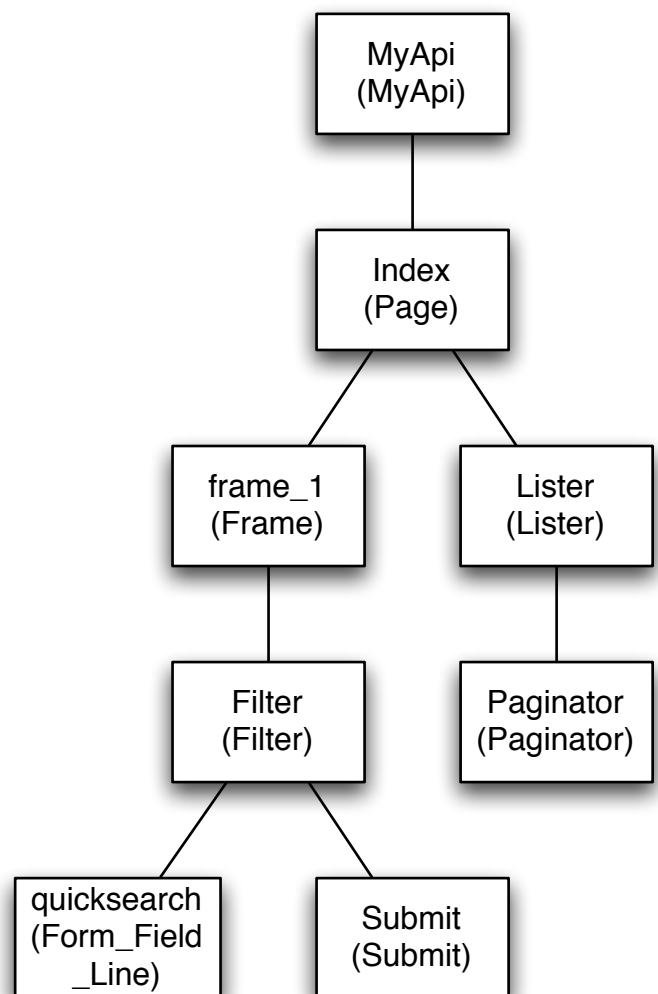 MyApi
(MyApi)
Index
(Page)
frame_1
(Frame)
Lister
(Lister)
Filter
(Filter)
Paginator
(Paginator)
quicksearch
(Form_Field
_Line)
Submit
(Submit)